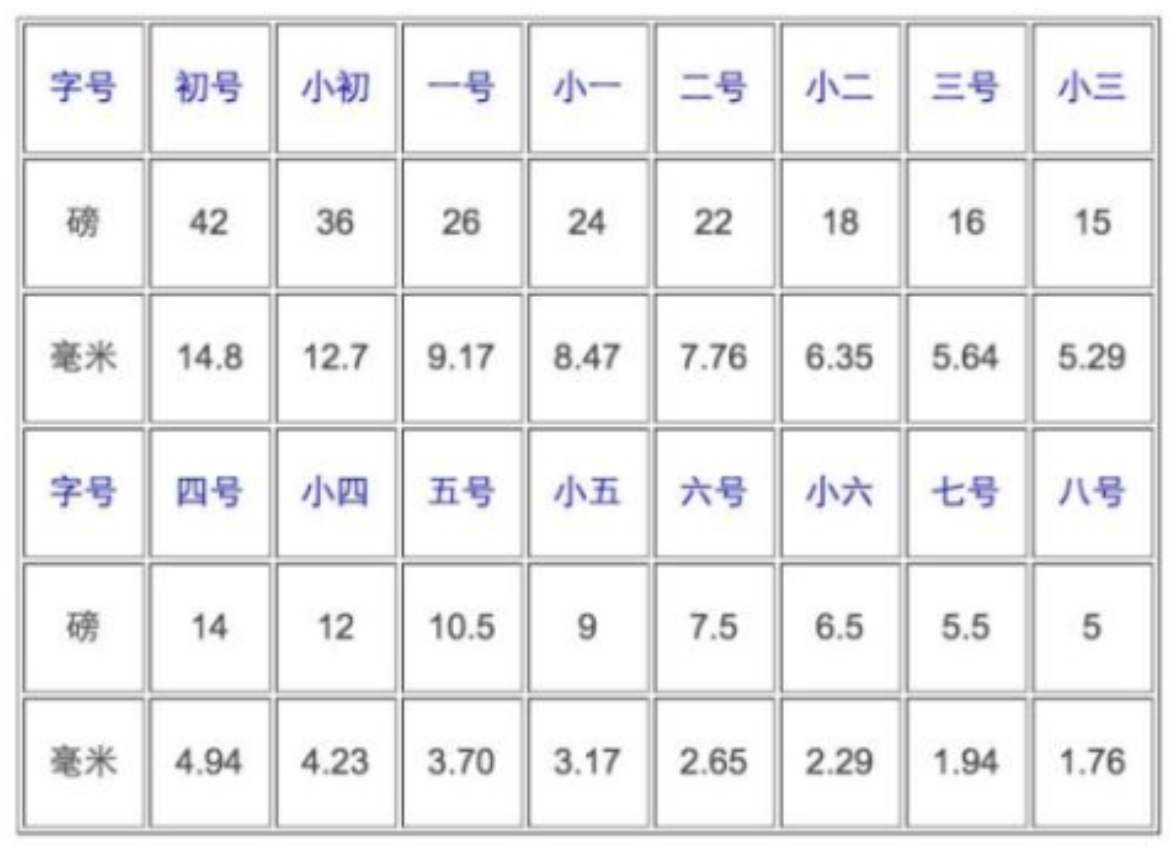 字号 初号 小初 一号 小一 二号 小二 三号 小三
磅 42 36 26 24 22 18 16 15
毫米 14.8 12.7 9.17 8.47 7.76 6.35 5.64 5.29
字号 四号 小四 五号 小五 六号 小六 七号 八号
磅 14 12 10.5 9 7.5 6.5 5.5 5
毫米 4.94 4.23 3.70 3.17 2.65 2.29 1.94 1.76